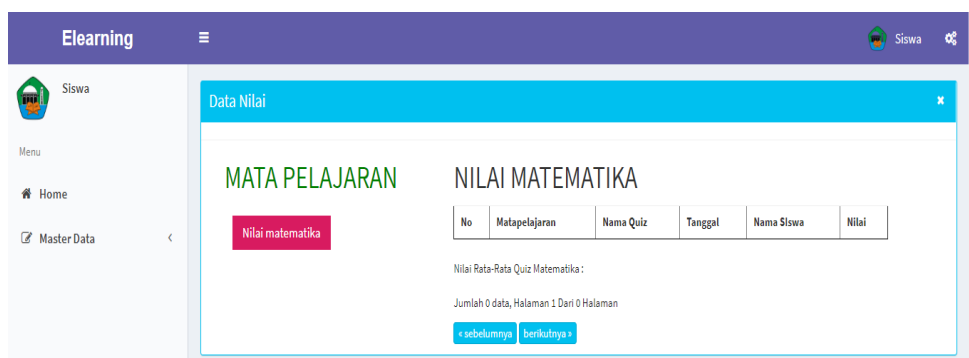 Elearning
Siswa
Siswa
Menu
Home
Master Data
Data Nilai
MATA PELAJARAN
Nilai matematika
NILAI MATEMATIKA
No Matapelajaran Nama Quiz Tanggal Nama SIswa Nilai
Nilai Rata-Rata Quiz Matematika :
Jumlah 0 data, Halaman 1 Dari 0 Halaman
« sebelumnya berikutnya »